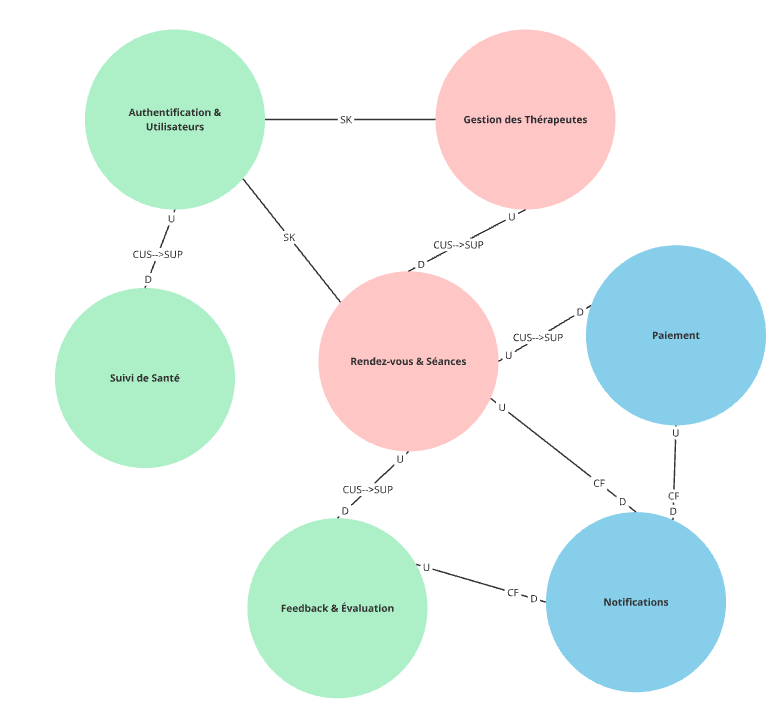 Authentification &
Utilisateurs
SK
Gestion des Thérapeutes
U
CUS-->SUP
D
SK
U
CUS-->SUP
D
Suivi de Santé
Rendez-vous & Séances
D
CUS-->SUP
U
Paiement
U
CF
D
U
CF
D
U
CUS-->SUP
D
Feedback & Évaluation
U
CF
D
Notifications